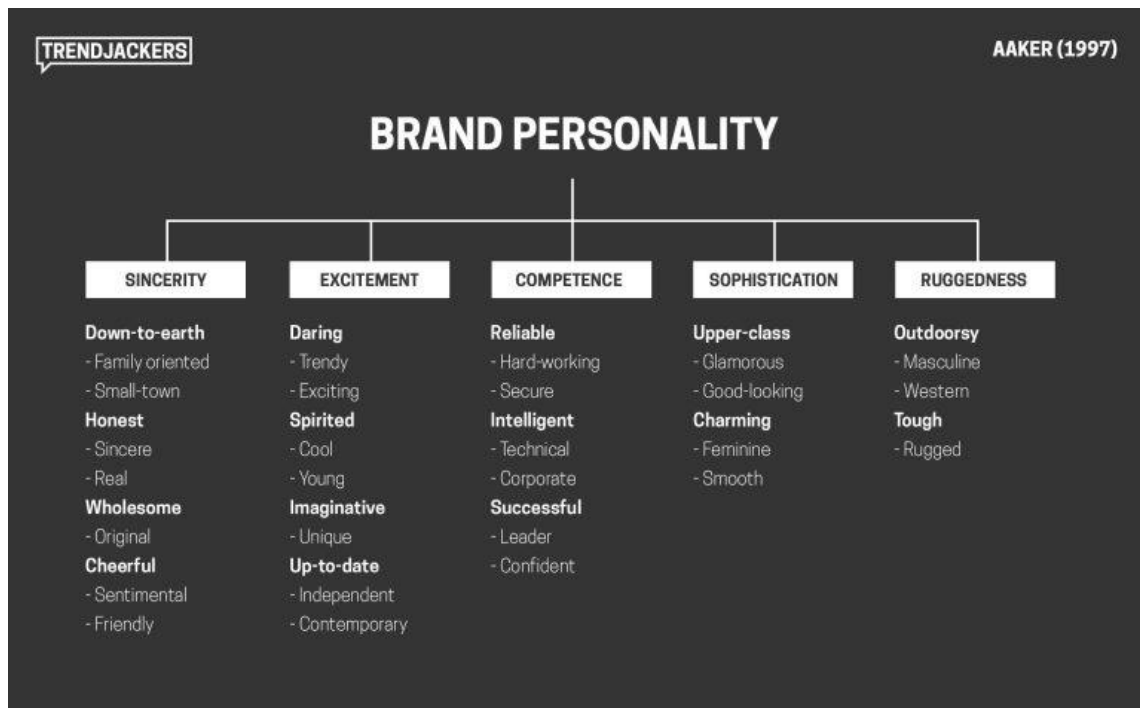 TRENDJACKERS
AAKER (1997)
BRAND PERSONALITY
SINCERITY
Down-to-earth
- Family oriented
- Small-town
Honest
- Sincere
- Real
Wholesome
- Original
Cheerful
- Sentimental
- Friendly
EXCITEMENT
Daring
- Trendy
- Exciting
Spirited
- Cool
- Young
Imaginative
- Unique
Up-to-date
- Independent
- Contemporary
COMPETENCE
Reliable
- Hard-working
- Secure
Intelligent
- Technical
- Corporate
Successful
- Leader
- Confident
SOPHISTICATION
Upper-class
- Glamorous
- Good-looking
Charming
- Feminine
- Smooth
RUGGEDNESS
Outdoorsy
- Masculine
- Western
Tough
- Rugged